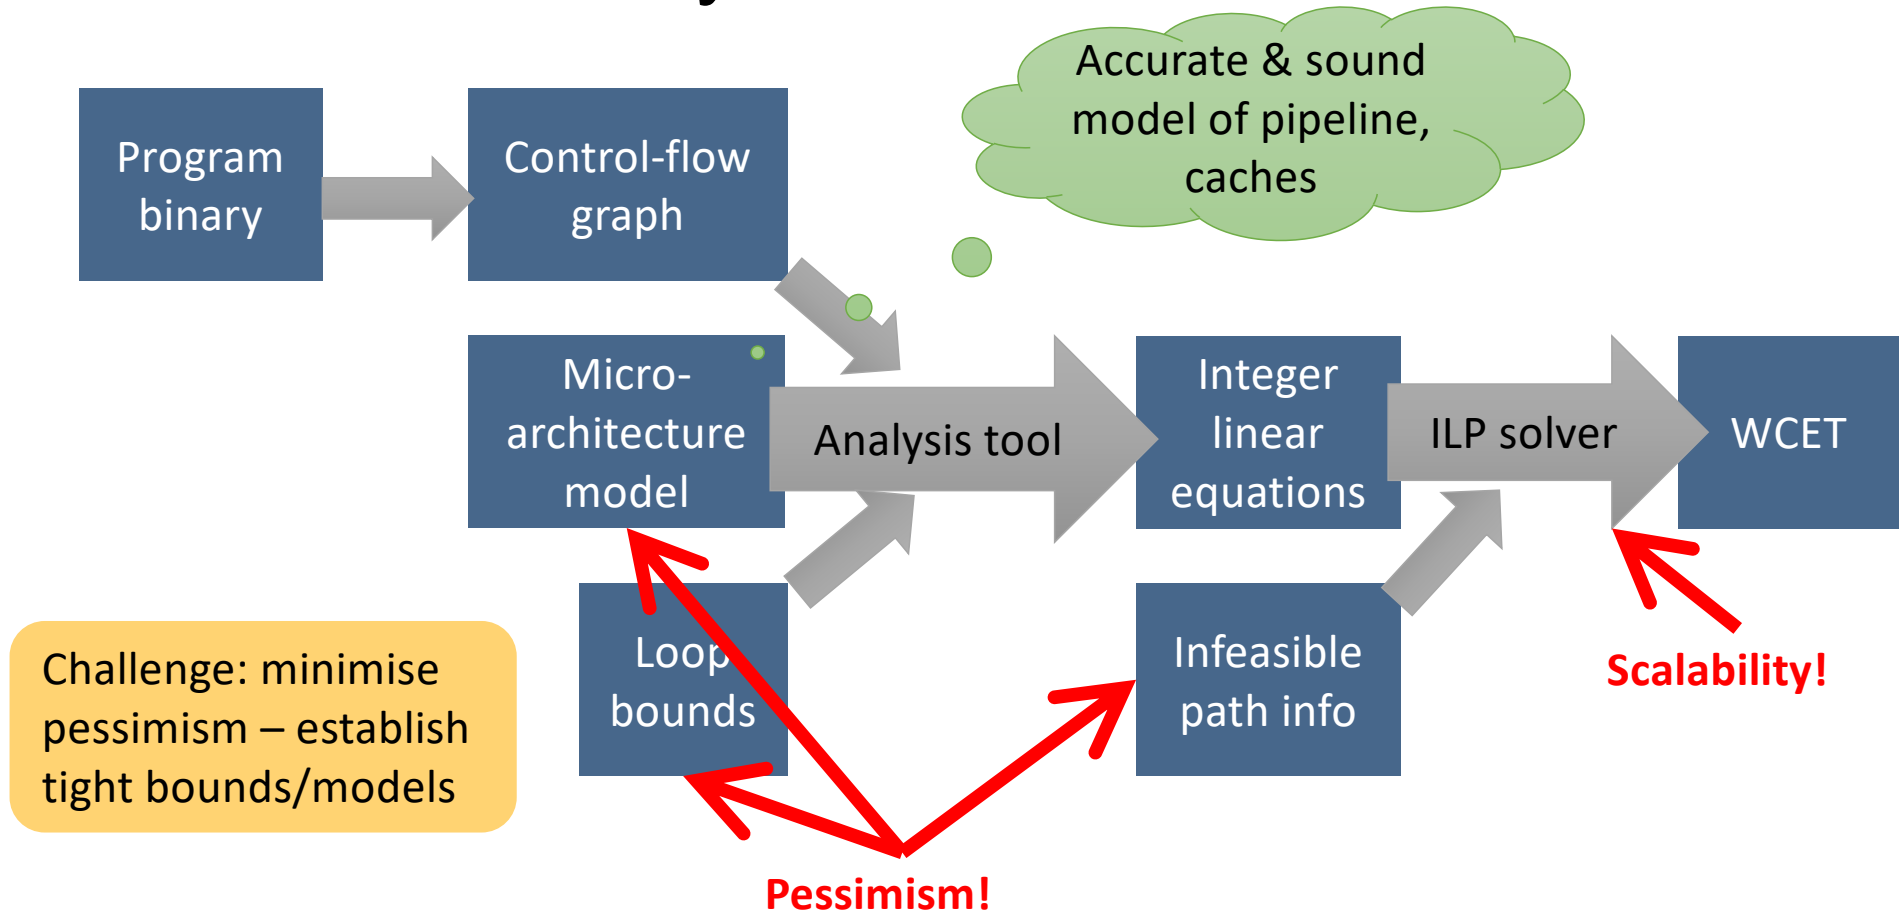 Accurate & sound
model of pipeline,
caches
Program
binary
Control-flow
graph
Micro-
architecture
model
Analysis tool
Integer
linear
equations
ILP solver
WCET
Loop
bounds
Infeasible
path info
Scalability!
Challenge: minimise
pessimism – establish
tight bounds/models
Pessimism!